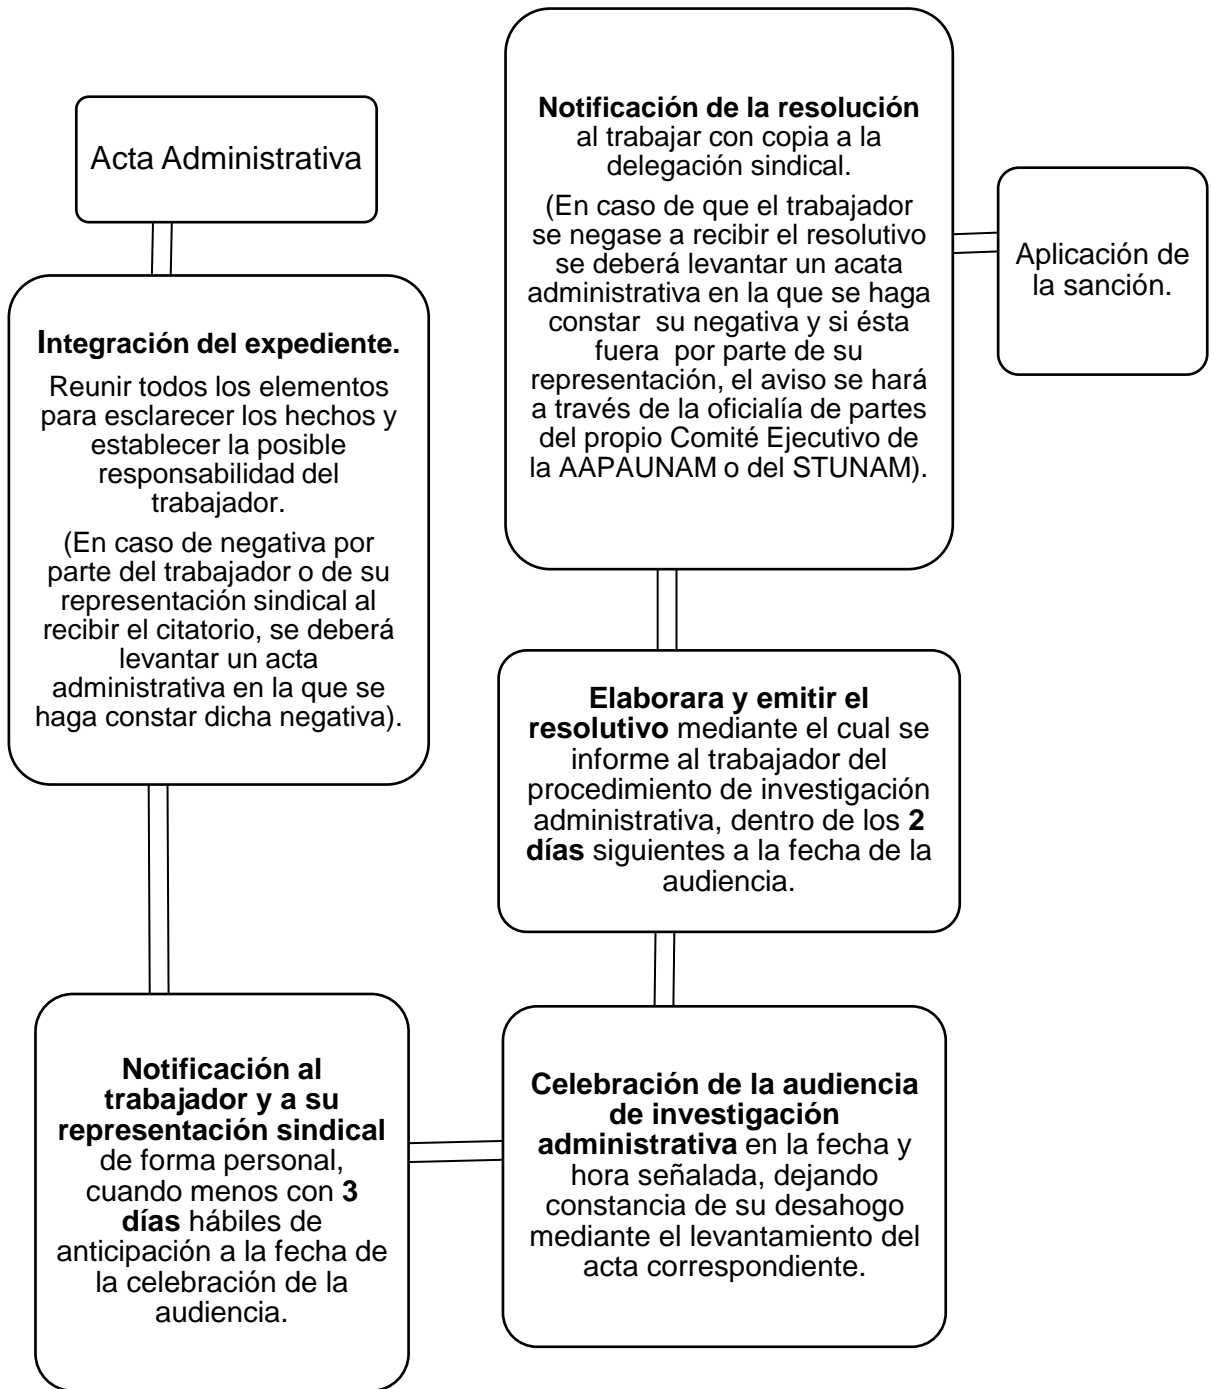 Acta Administrativa
Integración del expediente.
Reunir todos los elementos
para esclarecer los hechos y
establecer la posible
responsabilidad del
trabajador.
(En caso de negativa por
parte del trabajador o de su
representación sindical al
recibir el citatorio, se deberá
levantar un acta
administrativa en la que se
haga constar dicha negativa).
Notificación al
trabajador y a su
representación sindical
de forma personal,
cuando menos con 3
días hábiles de
anticipación a la fecha de
la celebración de la
audiencia.
Celebración de la audiencia
de investigación
administrativa en la fecha y
hora señalada, dejando
constancia de su desahogo
mediante el levantamiento del
acta correspondiente.
Elaborara y emitir el
resolutivo mediante el cual se
informe al trabajador del
procedimiento de investigación
administrativa, dentro de los 2
días siguientes a la fecha de la
audiencia.
Notificación de la resolución
al trabajar con copia a la
delegación sindical.
(En caso de que el trabajador
se negase a recibir el resolutivo
se deberá levantar un acata
administrativa en la que se haga
constar su negativa y si ésta
fuera por parte de su
representación, el aviso se hará
a través de la oficialía de partes
del propio Comité Ejecutivo de
la AAPAUNAM o del STUNAM).
Aplicación de
la sanción.